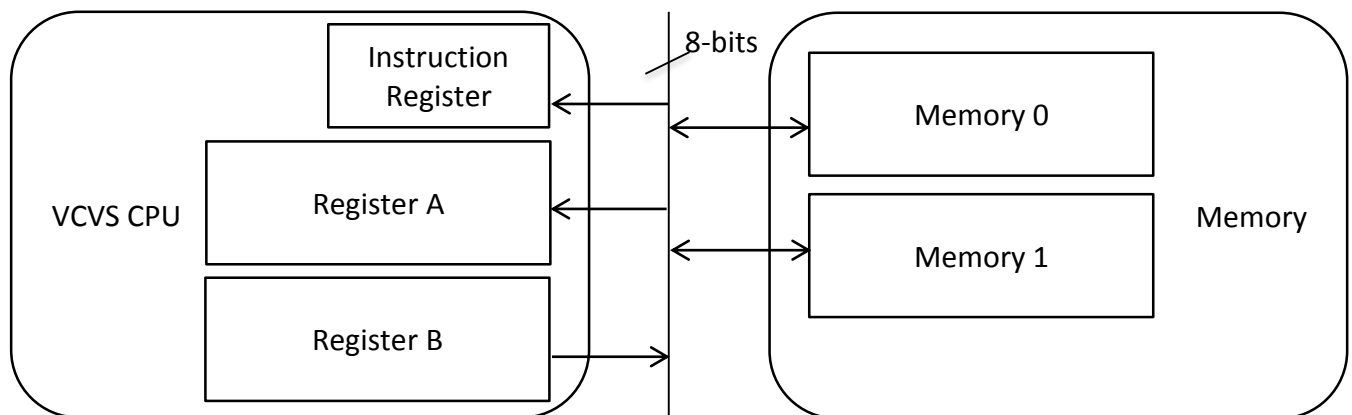 Instruction
Register
8-bits
Memory 0
Register A
VCVS CPU
Memory
Memory 1
Register B